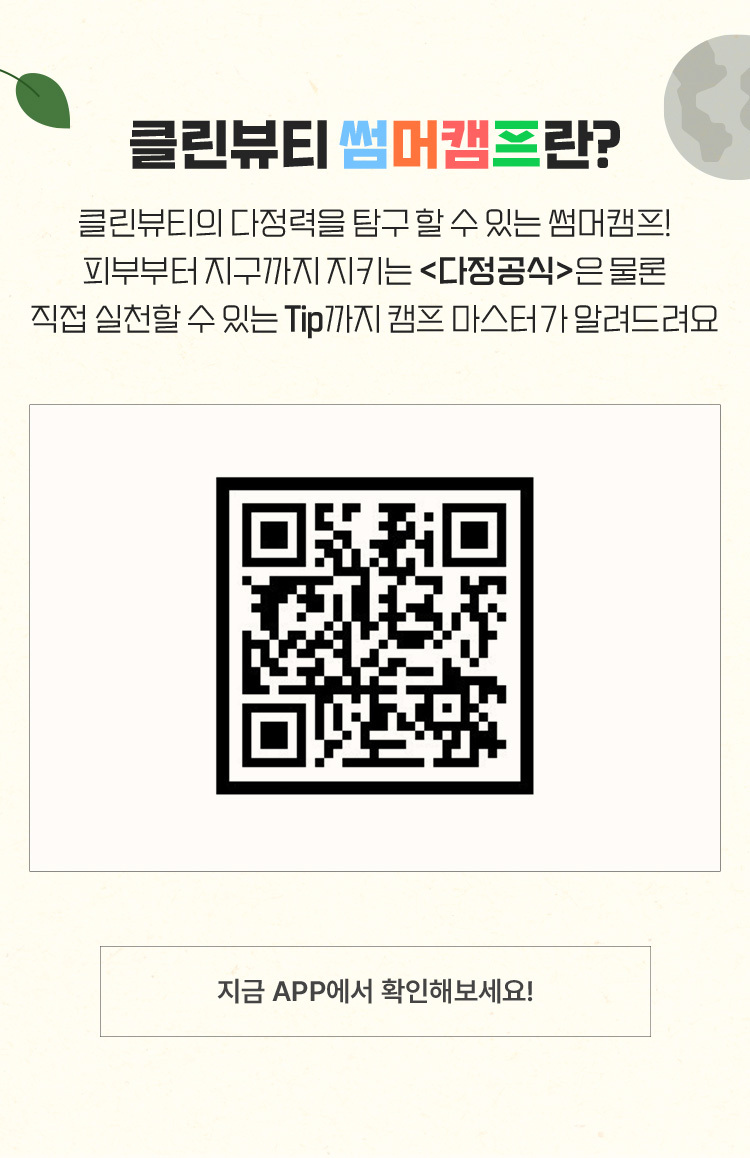 클린뷰티 썸머캠프란?
클린뷰티의 다정력을 탐구 할 수 있는 썸머캠프!
피부부터 지구까지 지키는 <다정공식>은 물론
직접 실천할 수 있는 Tip까지 캠프 마스터가 알려드려요
지금 APP에서 확인해보세요!